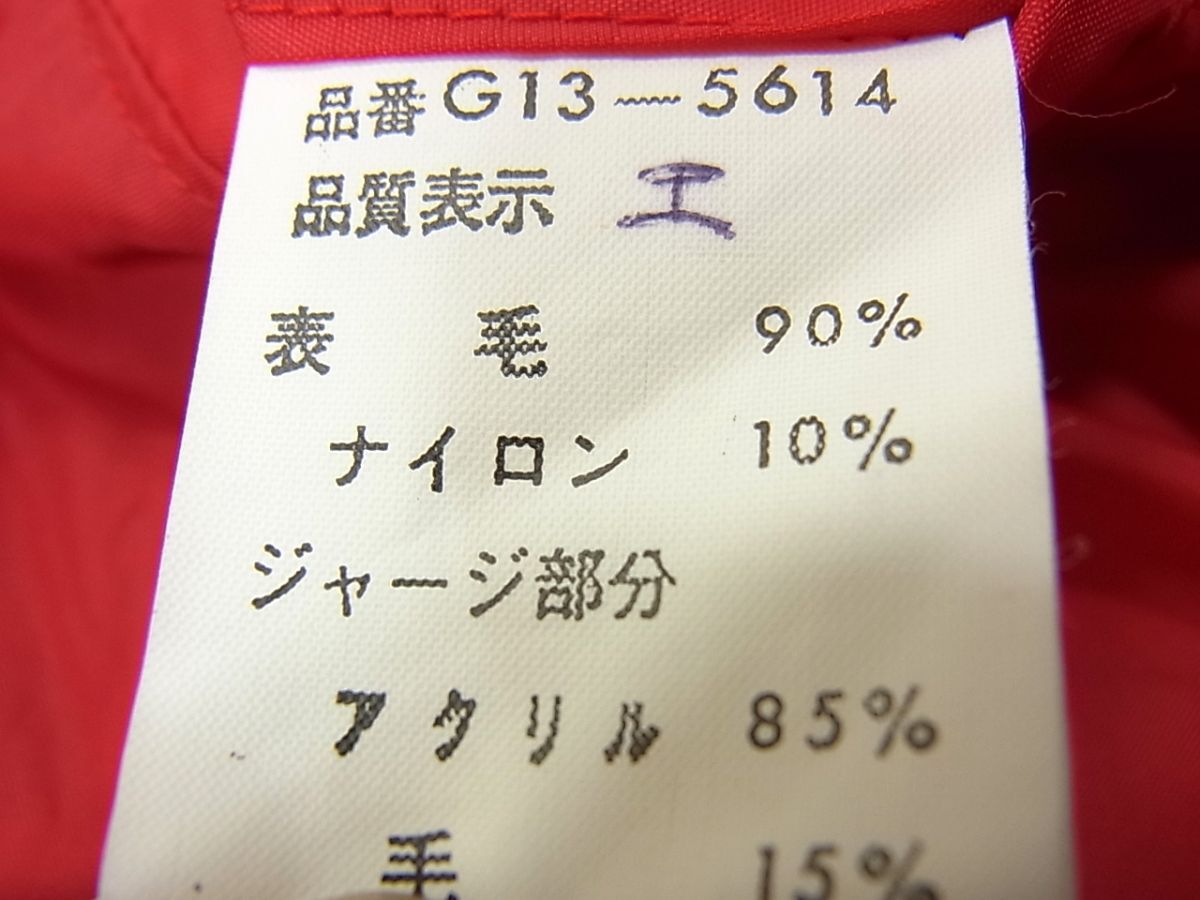 品番 G13-5614
品質表示 エ
表 毛 90%
ナイロン 10%
ジャージ部分
アクリル 85%
毛 15%